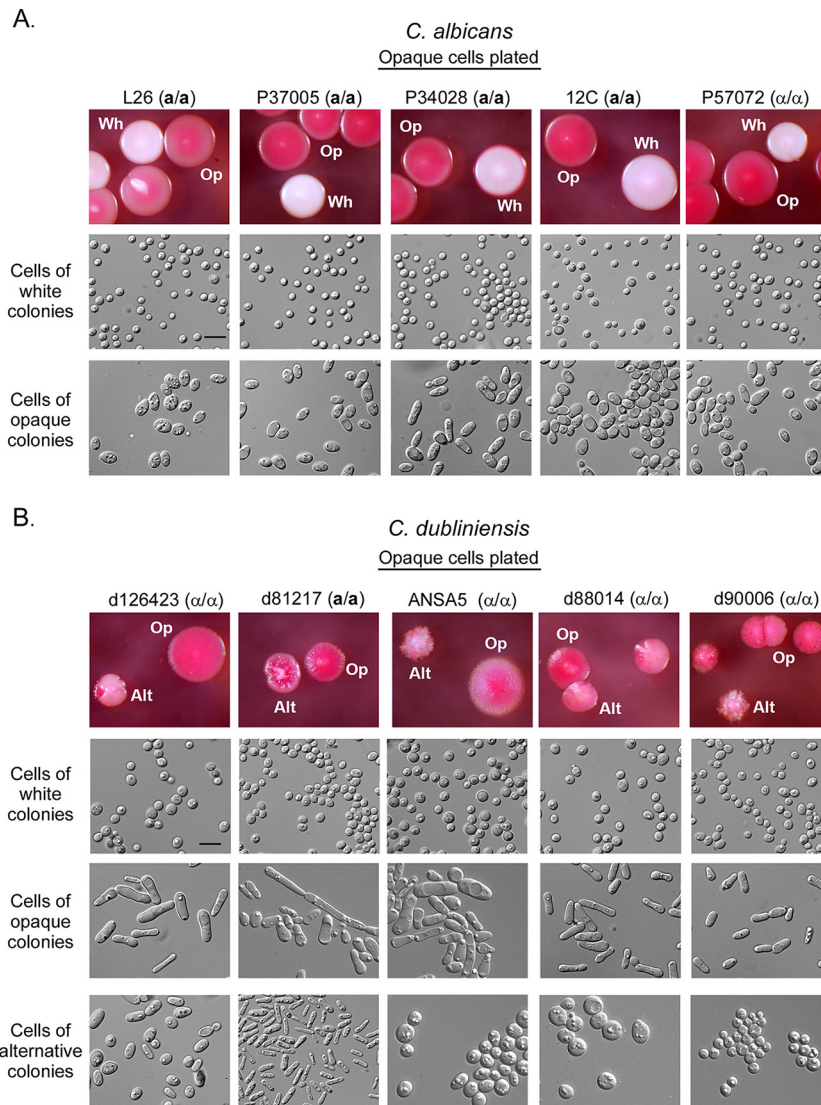 A.
C. albicans
Opaque cells plated
L26 (a/a)
P37005 (a/a)
P34028 (a/a)
12C (a/a)
P57072 (α/α)
Wh
Op
Op
Wh
Op
Wh
Op
Wh
Wh
Op
Cells of
white
colonies
Cells of
opaque
colonies
B.
C. dubliniensis
Opaque cells plated
d126423 (α/α)
d81217 (a/a)
ANSA5 (α/α)
d88014 (α/α)
d90006 (α/α)
Op
Alt
Op
Alt
Alt
Op
Op
Alt
Op
Alt
Cells of
white
colonies
Cells of
opaque
colonies
Cells of
alternative
colonies